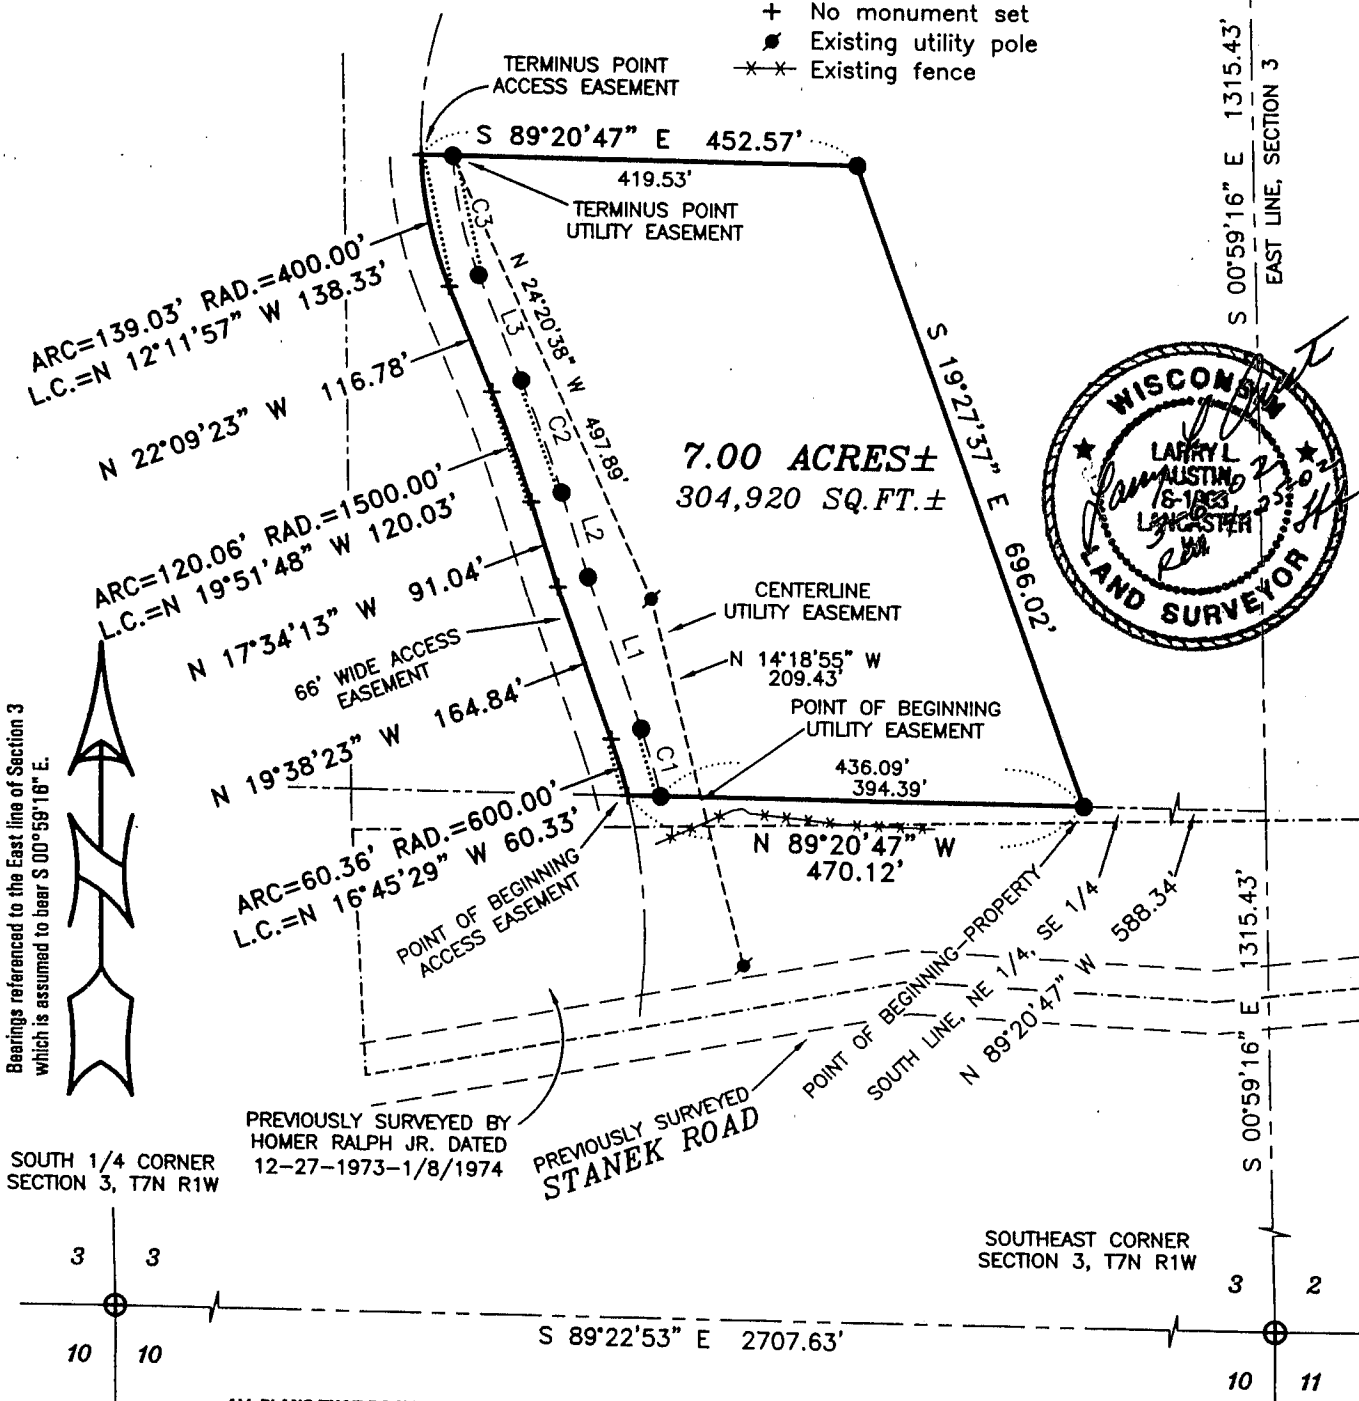 No monument set
Existing utility pole
Existing fence
TERMINUS POINT
ACCESS EASEMENT
S 89°20'47" E 452.57'
419.53'
TERMINUS POINT
UTILITY EASEMENT
S 00°59'16" E 1315.43'
EAST LINE, SECTION 3
C3
N 24°20'38" W 497.89'
L3
C2
L2
L1
C1
ARC=139.03' RAD.=400.00'
L.C.=N 12°11'57" W 138.33'
N 22°09'23" W 116.78'
ARC=120.06' RAD.=1500.00'
L.C.=N 19°51'48" W 120.03'
N 17°34'13" W 91.04'
66' WIDE ACCESS
EASEMENT
N 19°38'23" W 164.84'
ARC=60.36' RAD.=600.00'
L.C.=N 16°45'29" W 60.33'
POINT OF BEGINNING
ACCESS EASEMENT
7.00 ACRES±
304,920 SQ.FT.±
S 19°27'37" E 696.02'
WISCONSIN
LARRY L.
AUSTIN
S-1863
LANCASTER
WI.
LAND SURVEYOR
CENTERLINE
UTILITY EASEMENT
N 14°18'55" W
209.43'
POINT OF BEGINNING
UTILITY EASEMENT
436.09'
394.39'
N 89°20'47" W
470.12'
POINT OF BEGINNING-PROPERTY
SOUTH LINE, NE 1/4, SE 1/4
N 89°20'47" W 588.34'
S 00°59'16" E 1315.43'
Bearings referenced to the East line of Section 3
which is assumed to bear S 00°59'16" E.
PREVIOUSLY SURVEYED BY
HOMER RALPH JR. DATED
12-27-1973-1/8/1974
PREVIOUSLY SURVEYED
STANEK ROAD
SOUTH 1/4 CORNER
SECTION 3, T7N R1W
3 3
10 10
S 89°22'53" E 2707.63'
SOUTHEAST CORNER
SECTION 3, T7N R1W
3 2
10 11